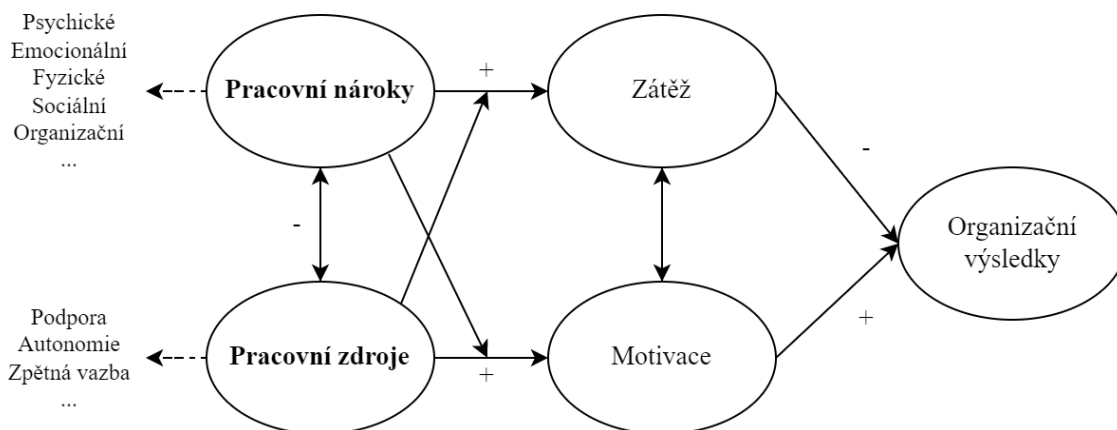 Psychické
Emocionální
Fyzické
Sociální
Organizační
...
Pracovní nároky
+
Zátěž
-
-
Organizační
výsledky
Podpora
Autonomie
Zpětná vazba
...
Pracovní zdroje
+
Motivace
+